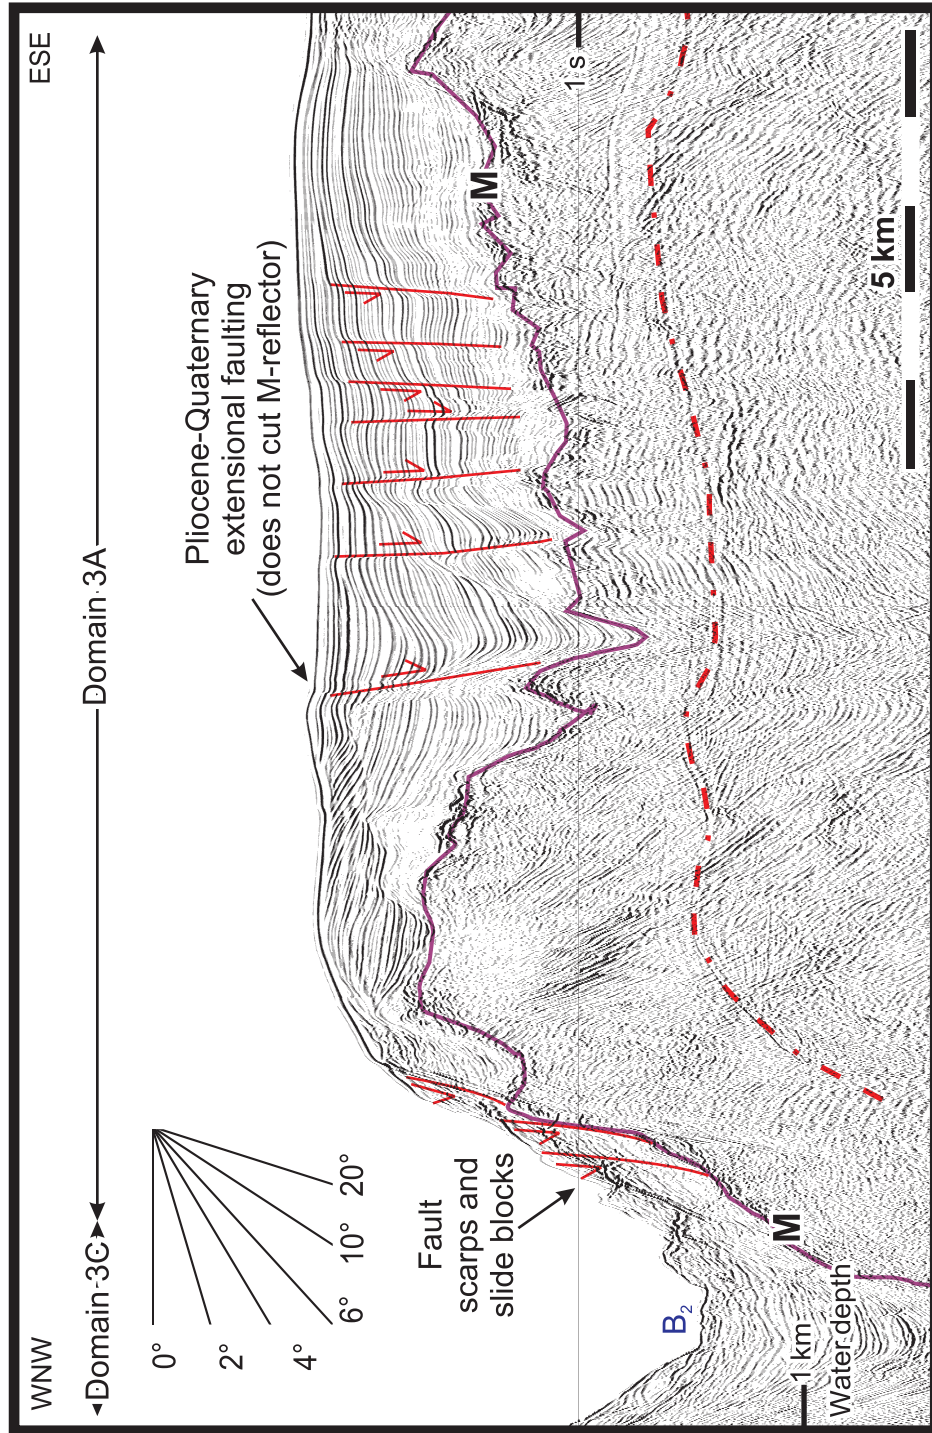 WNW
ESE
Domain 3C
Domain 3A
Pliocene-Quaternary
extensional faulting
(does not cut M-reflector)
0°
2°
4°
6°
10°
20°
Fault
scarps and
slide blocks
M
1 s
B₂
M
1 km
Water depth
5 km